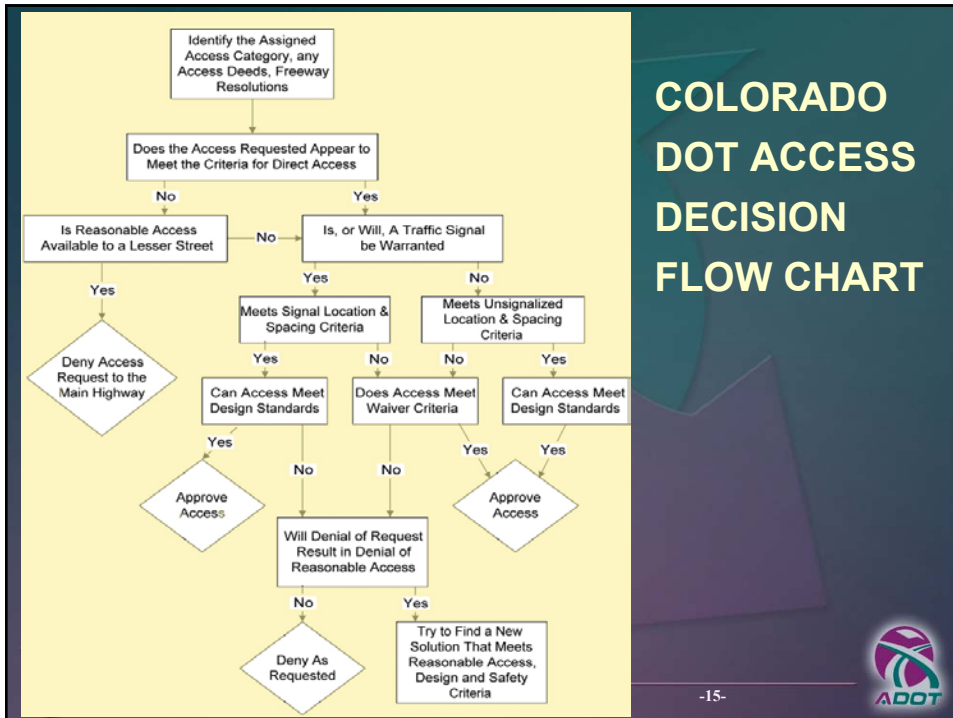 Identify the Assigned
Access Category, any
Access Deeds, Freeway
Resolutions
Does the Access Requested Appear to
Meet the Criteria for Direct Access
No
Yes
Is Reasonable Access
Available to a Lesser Street
No
Is, or Will, A Traffic Signal
be Warranted
Yes
Yes
No
Deny Access
Request to the
Main Highway
Meets Signal Location &
Spacing Criteria
Meets Unsignalized
Location & Spacing
Criteria
Yes
No
No
Yes
Can Access Meet
Design Standards
Does Access Meet
Waiver Criteria
Can Access Meet
Design Standards
Yes
No
No
Yes
Yes
Approve
Access
Approve
Access
Will Denial of Request
Result in Denial of
Reasonable Access
No
Yes
Deny As
Requested
Try to Find a New
Solution That Meets
Reasonable Access,
Design and Safety
Criteria
COLORADO
DOT ACCESS
DECISION
FLOW CHART
-15-
ADOT